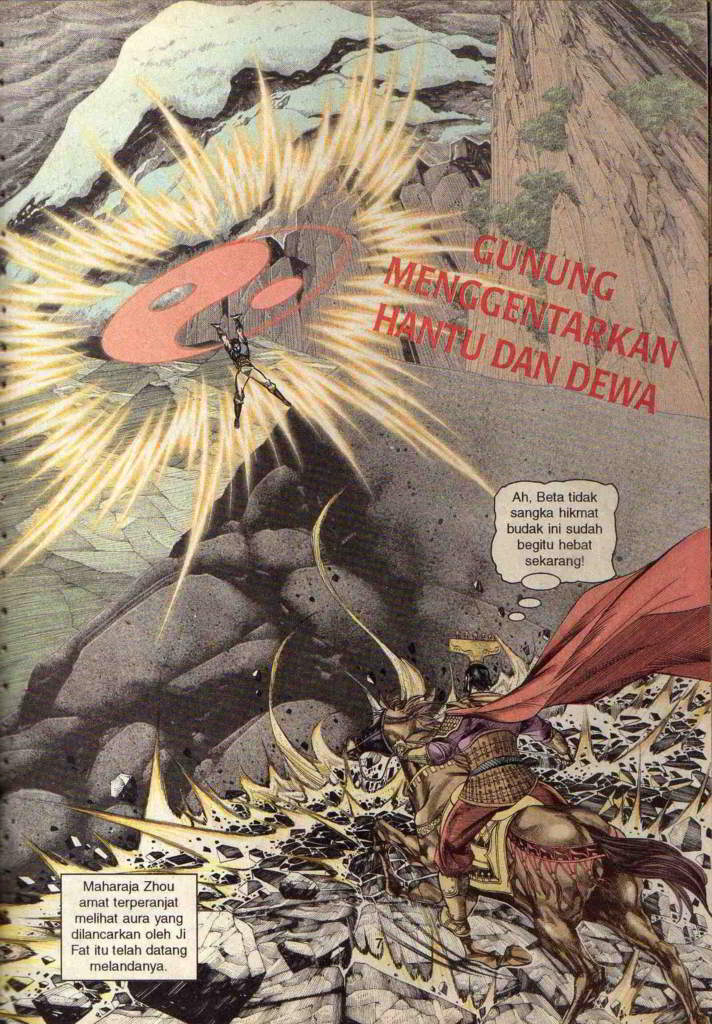 GUNUNG
MENGGENTARKAN
HANTU DAN DEWA
Ah, Beta tidak
sangka hikmat
budak ini sudah
begitu hebat
sekarang!
Maharaja Zhou
amat terperanjat
melihat aura yang
dilancarkan oleh Ji
Fat itu telah datang
melandanya.
7